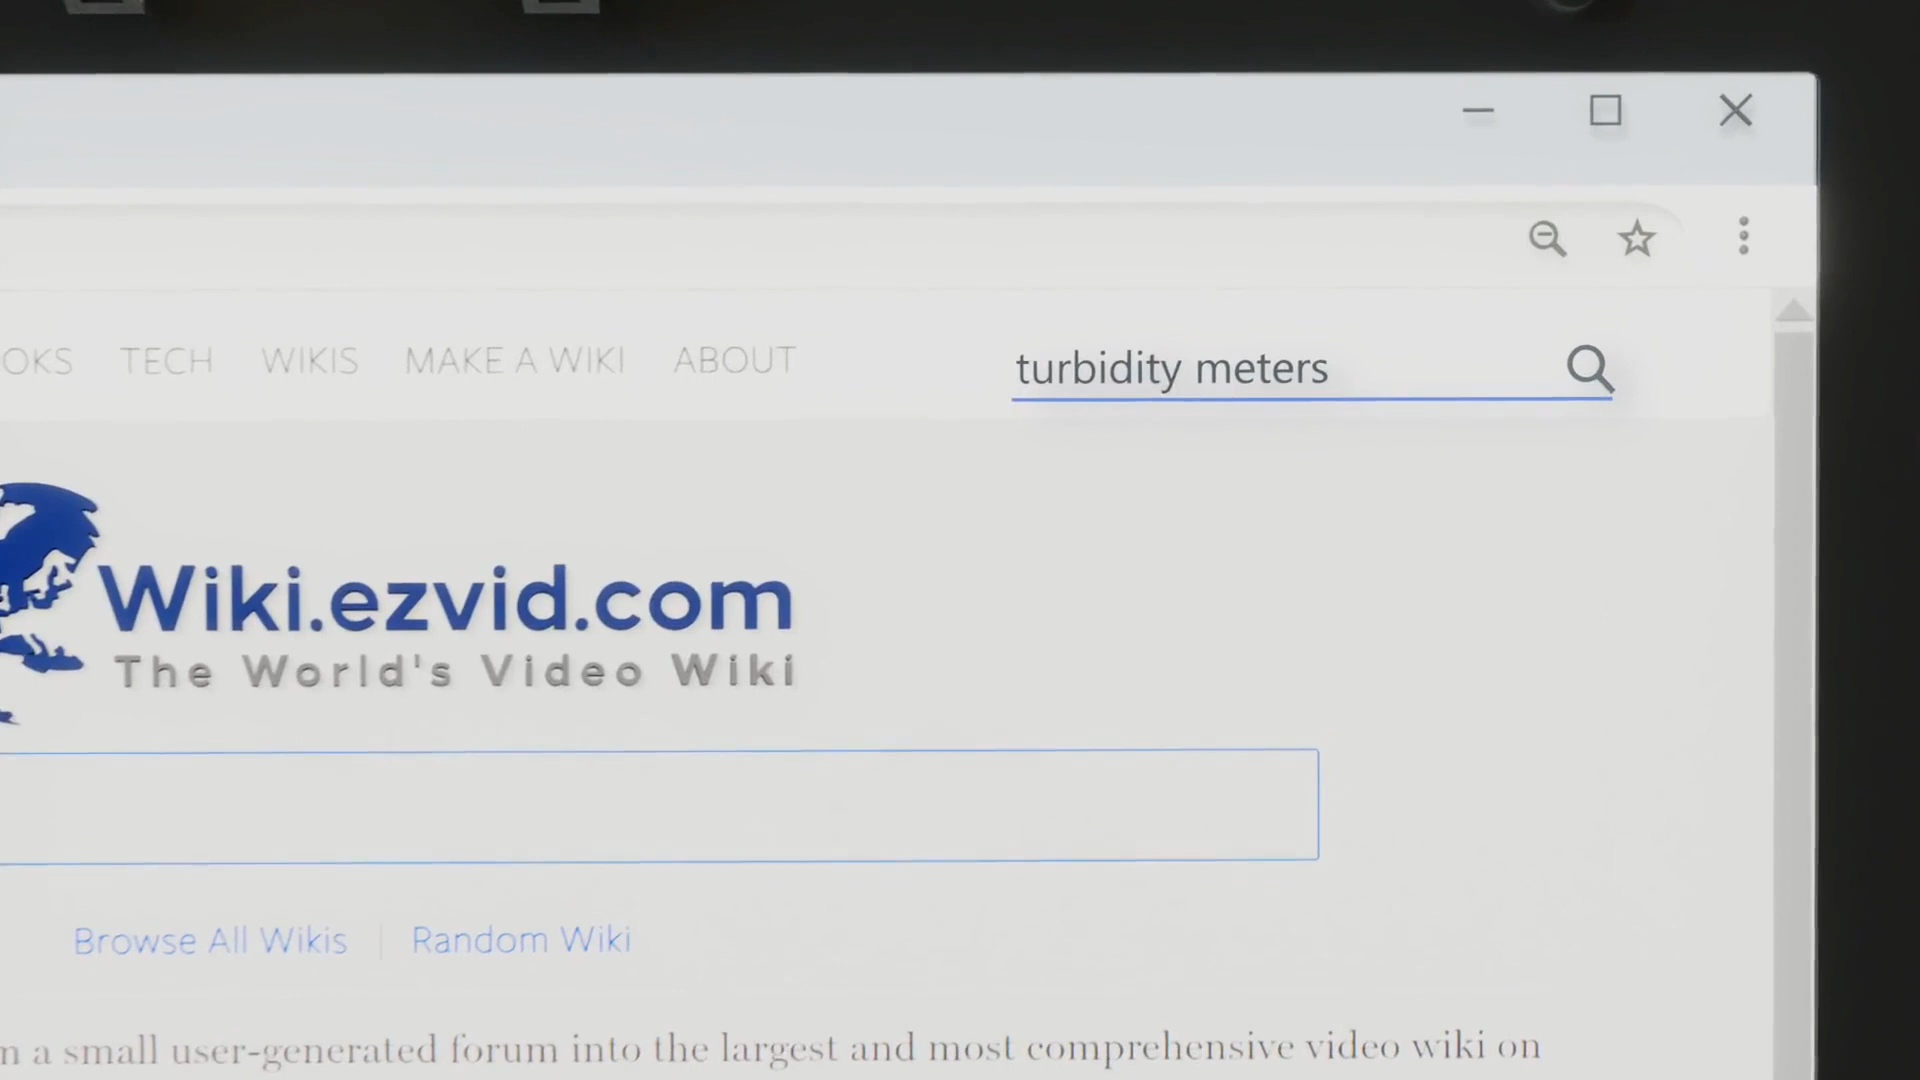 TECH WIKIS MAKE A WIKI ABOUT
turbidity meters
Wiki.ezvid.com
The World's Video Wiki
Browse All Wikis | Random Wiki
a small user-generated forum into the largest and most comprehensive video wiki on